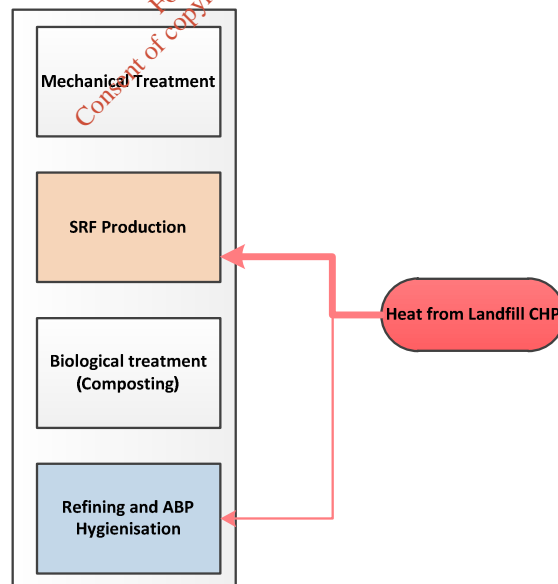 Consent of copy
Mechanical Treatment
SRF Production
Heat from Landfill CHP
Biological treatment
(Composting)
Refining and ABP
Hygienisation